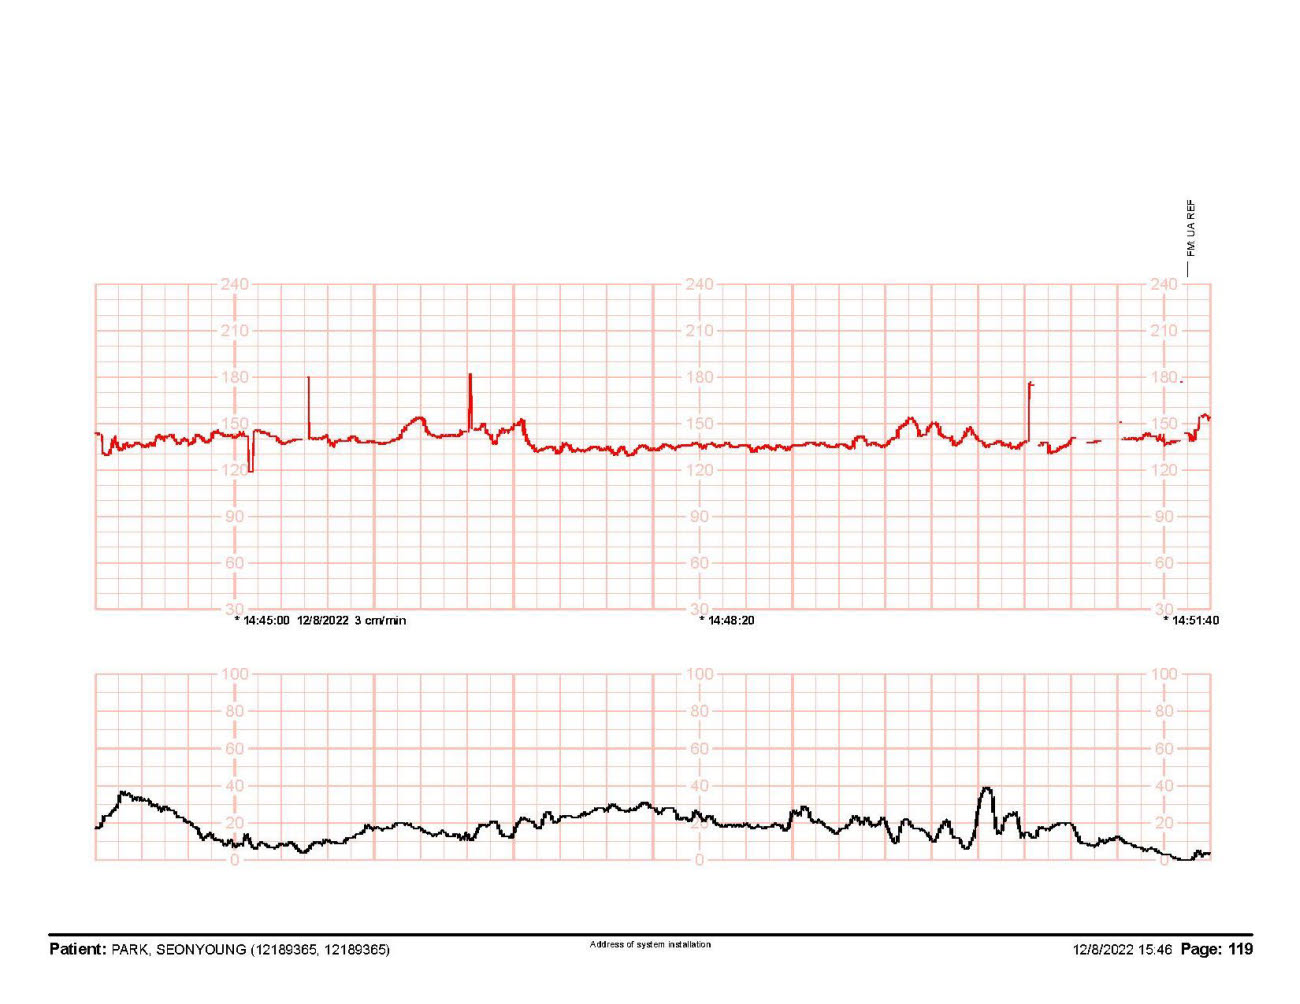 FM: UA REF
240 240 240
210 210 210
180 180 180
150 150 150
120 120 120
90 90 90
60 60 60
30 30 30
* 14:45:00 12/8/2022 3 cm/min * 14:48:20 * 14:51:40
100 100 100
80 80 80
60 60 60
40 40 40
20 20 20
0 0 0
Patient: PARK, SEONYOUNG (12189365, 12189365) Address of system installation 12/8/2022 15:46 Page: 119